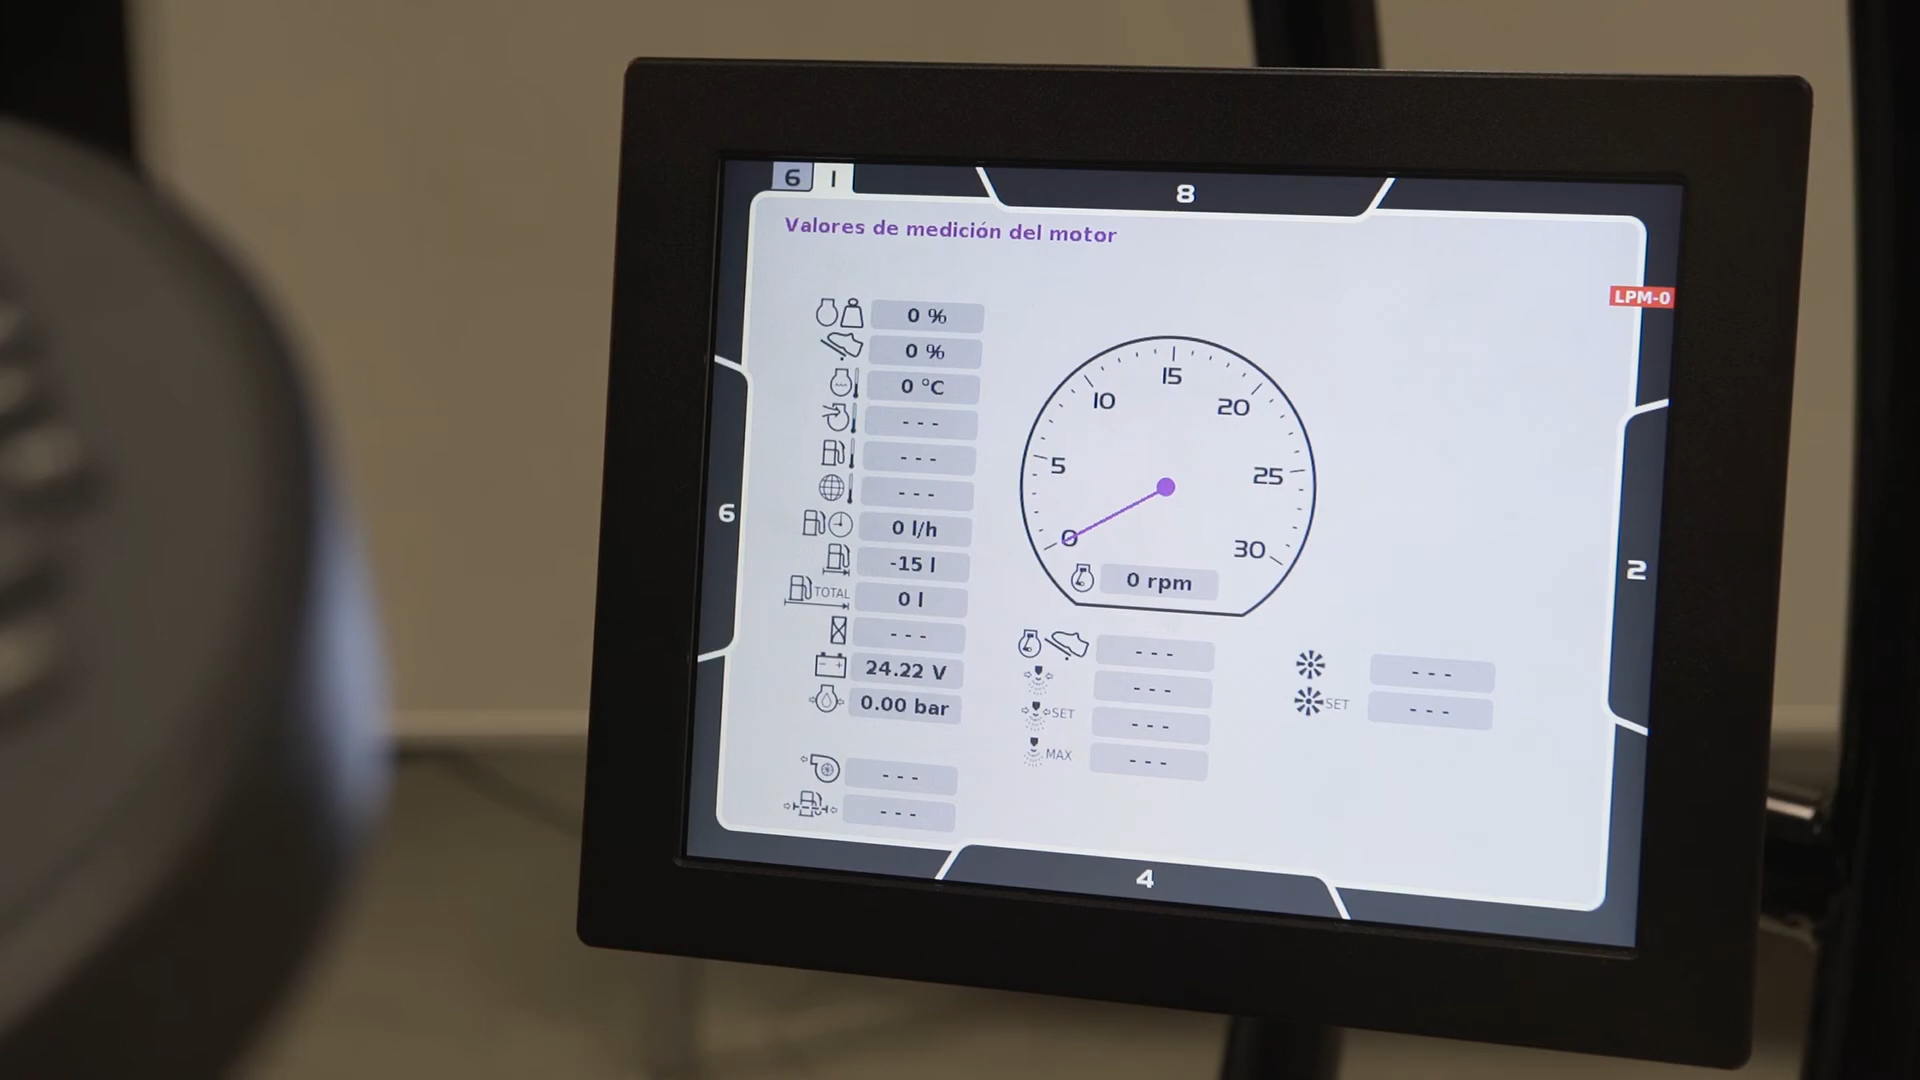 6 1
8
Valores de medición del motor
LPM-0
0 %
0 %
0 °C
- - -
- - -
- - -
0 l/h
-15 l
TOTAL 0 l
- - -
24.22 V
0.00 bar
- - -
- - -
0
5
10
15
20
25
30
0 rpm
- - -
- - -
SET - - -
MAX - - -
- - -
SET - - -
6
2
4